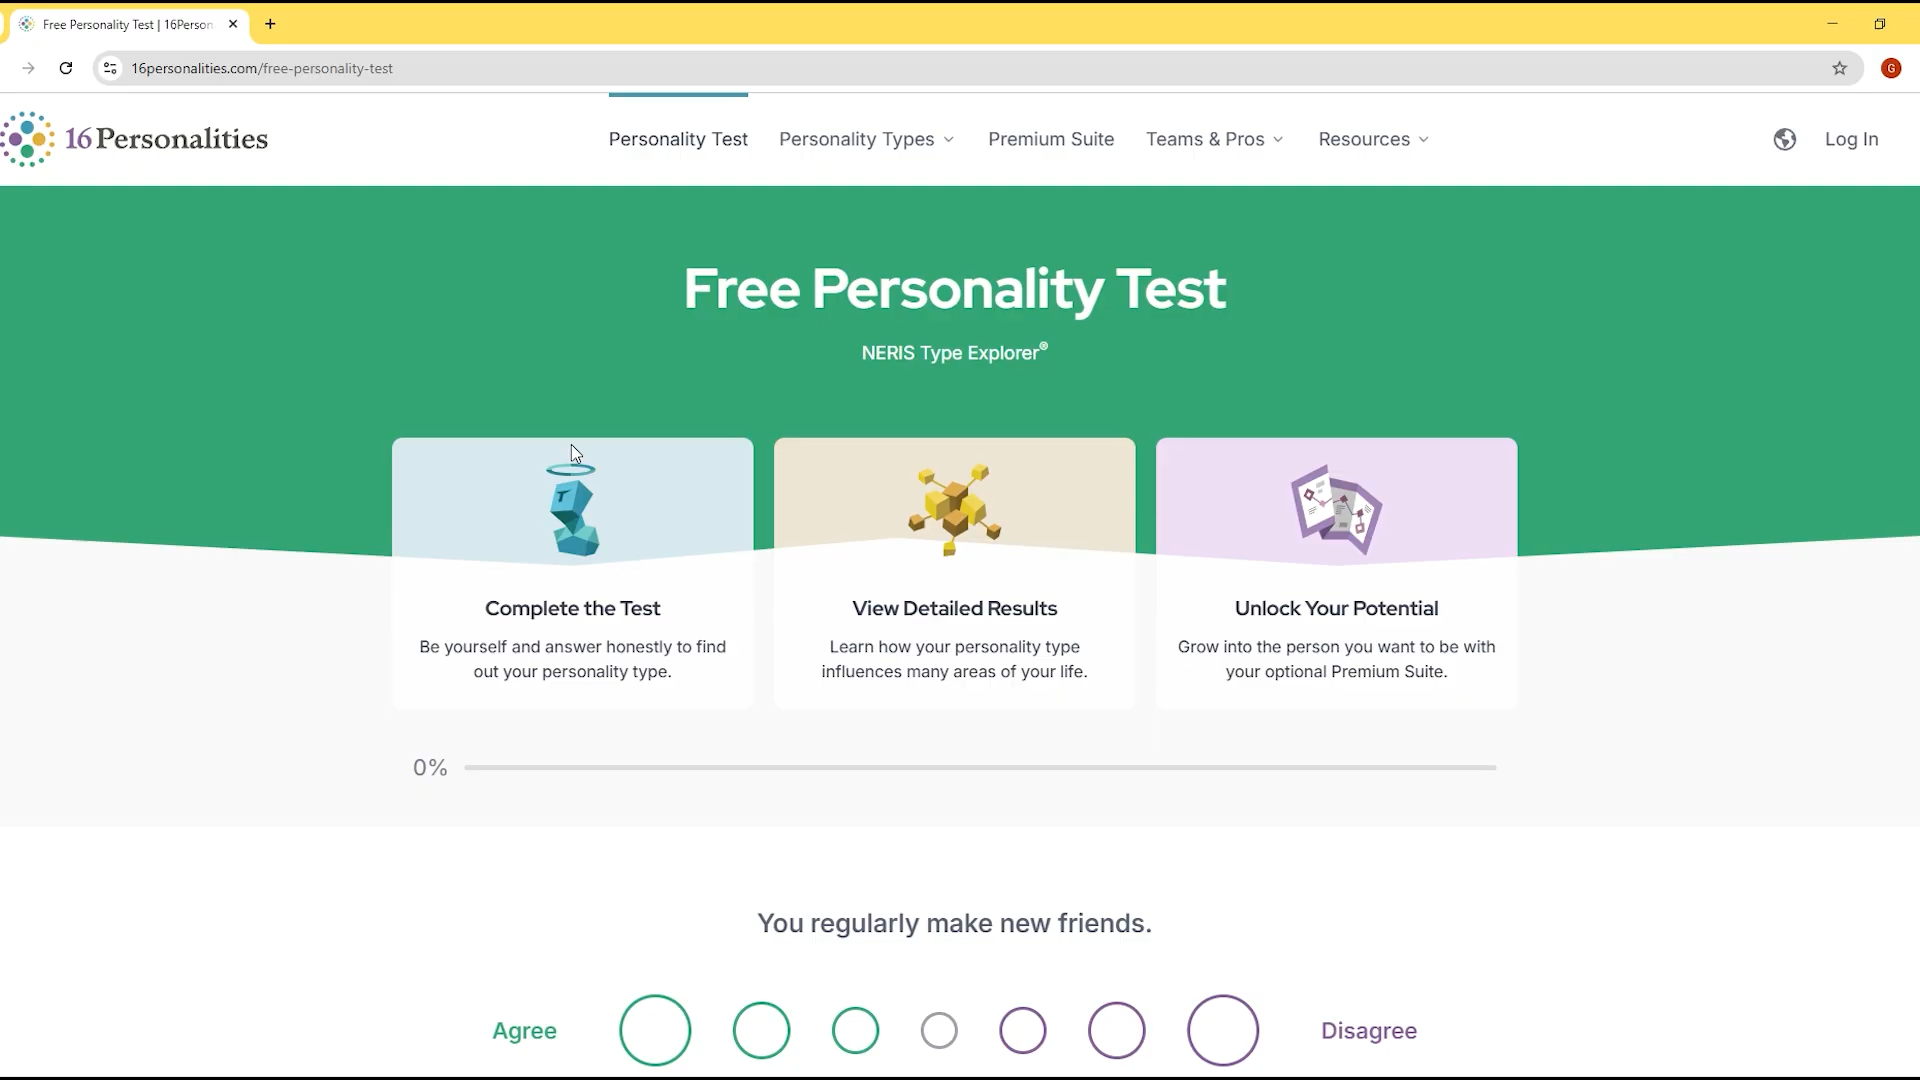 Free Personality Test | 16Person
16personalities.com/free-personality-test
G
16Personalities
Personality Test
Personality Types
Premium Suite
Teams & Pros
Resources
Log In
Free Personality Test
NERIS Type Explorer®
T
Complete the Test
Be yourself and answer honestly to find
out your personality type.
View Detailed Results
Learn how your personality type
influences many areas of your life.
Unlock Your Potential
Grow into the person you want to be with
your optional Premium Suite.
0%
You regularly make new friends.
Agree
Disagree